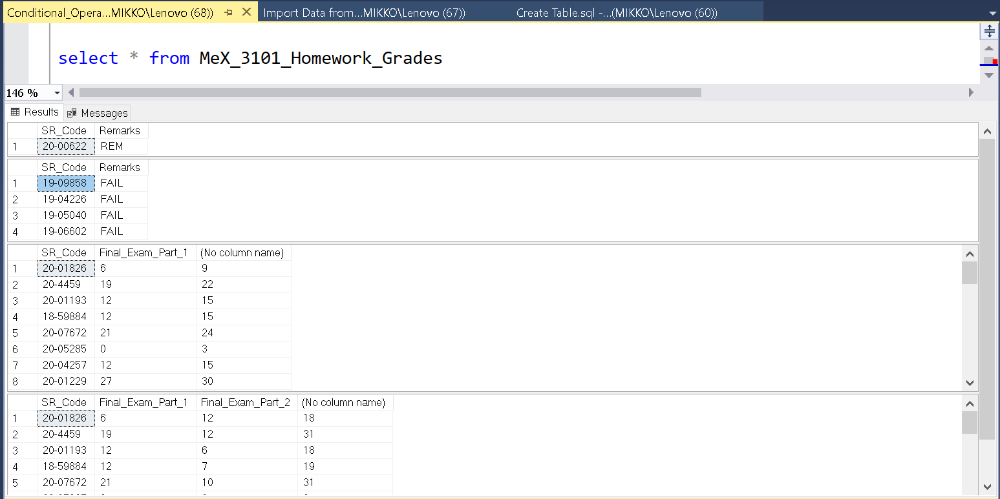 Conditional_Opera...MIKKO\Lenovo (68)) Import Data from...MIKKO\Lenovo (77)) Create Table.sql -...(MIKKO\Lenovo (60))
select * from MeX_3101_Homework_Grades
146 %
Results Messages
SR_Code Remarks
1 20-00622 REM
SR_Code Remarks
1 19-09858 FAIL
2 19-04226 FAIL
3 19-05040 FAIL
4 19-06602 FAIL
SR_Code Final_Exam_Part_1 (No column name)
1 20-01826 6 9
2 20-4459 19 22
3 20-01193 12 15
4 18-59884 12 15
5 20-07672 21 24
6 20-05285 0 3
7 20-04257 12 15
8 20-01229 27 30
SR_Code Final_Exam_Part_1 Final_Exam_Part_2 (No column name)
1 20-01826 6 12 18
2 20-4459 19 12 31
3 20-01193 12 6 18
4 18-59884 12 7 19
5 20-07672 21 10 31